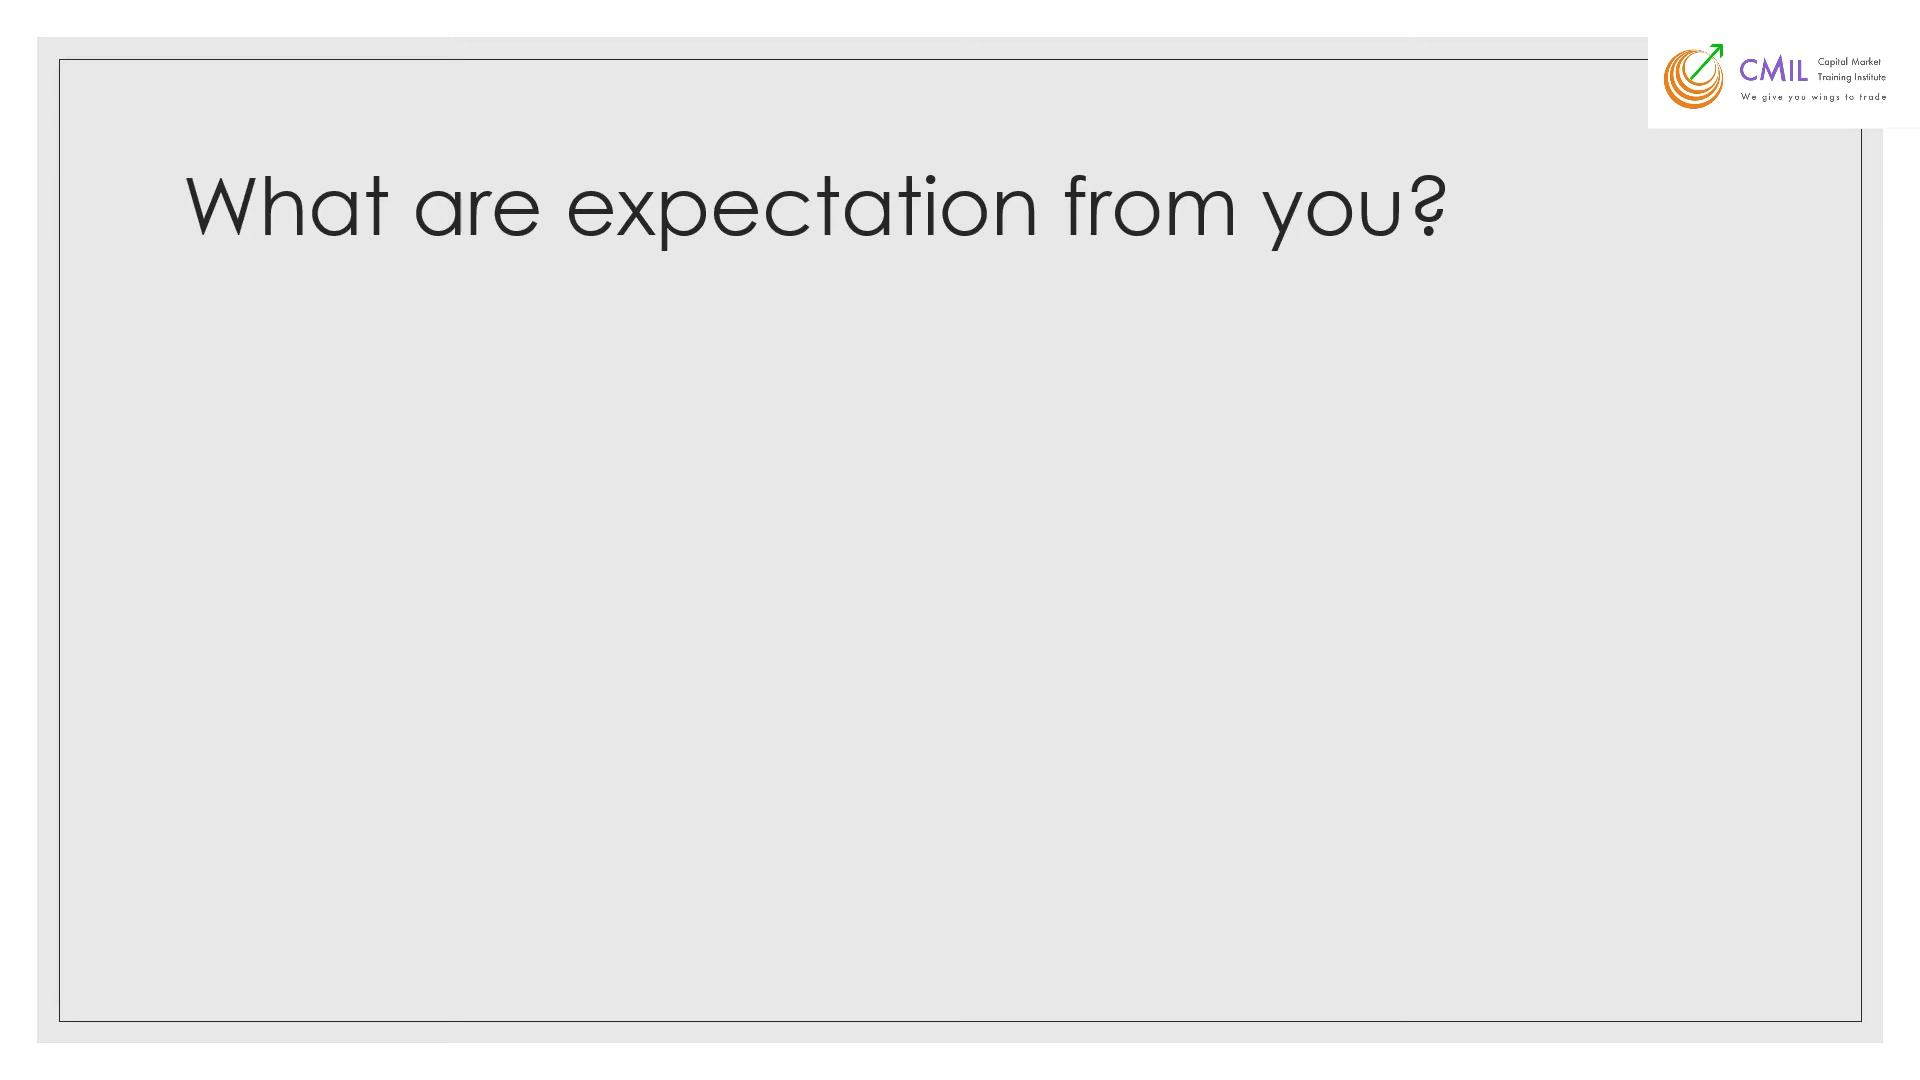 CMIL Capital Market
Training Institute
We give you wings to trade
What are expectation from you?